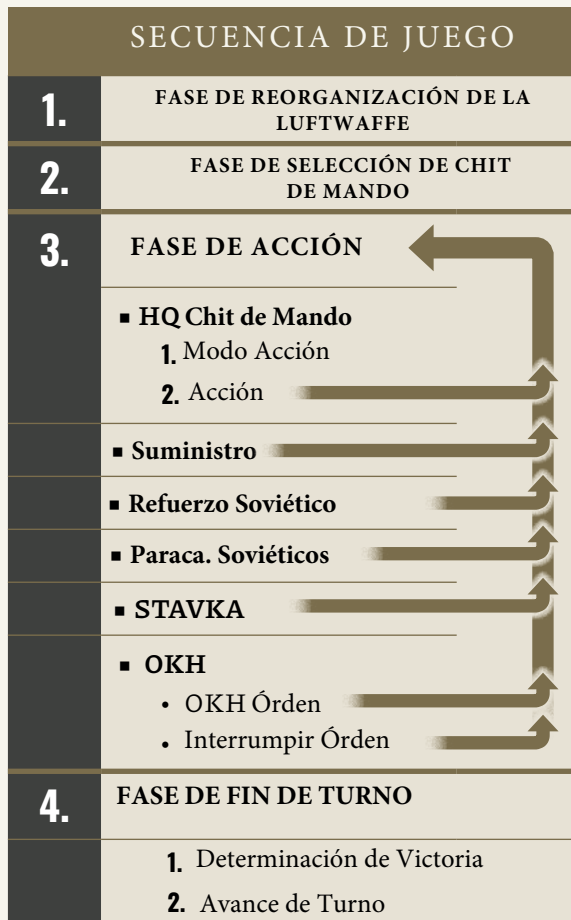 SECUENCIA DE JUEGO
1.
FASE DE REORGANIZACIÓN DE LA
LUFTWAFFE
2.
FASE DE SELECCIÓN DE CHIT
DE MANDO
3.
FASE DE ACCIÓN
▪ HQ Chit de Mando
1. Modo Acción
2. Acción
▪ Suministro
▪ Refuerzo Soviético
▪ Paraca. Soviéticos
▪ STAVKA
▪ OKH
• OKH Órden
• Interrumpir Órden
4.
FASE DE FIN DE TURNO
1. Determinación de Victoria
2. Avance de Turno